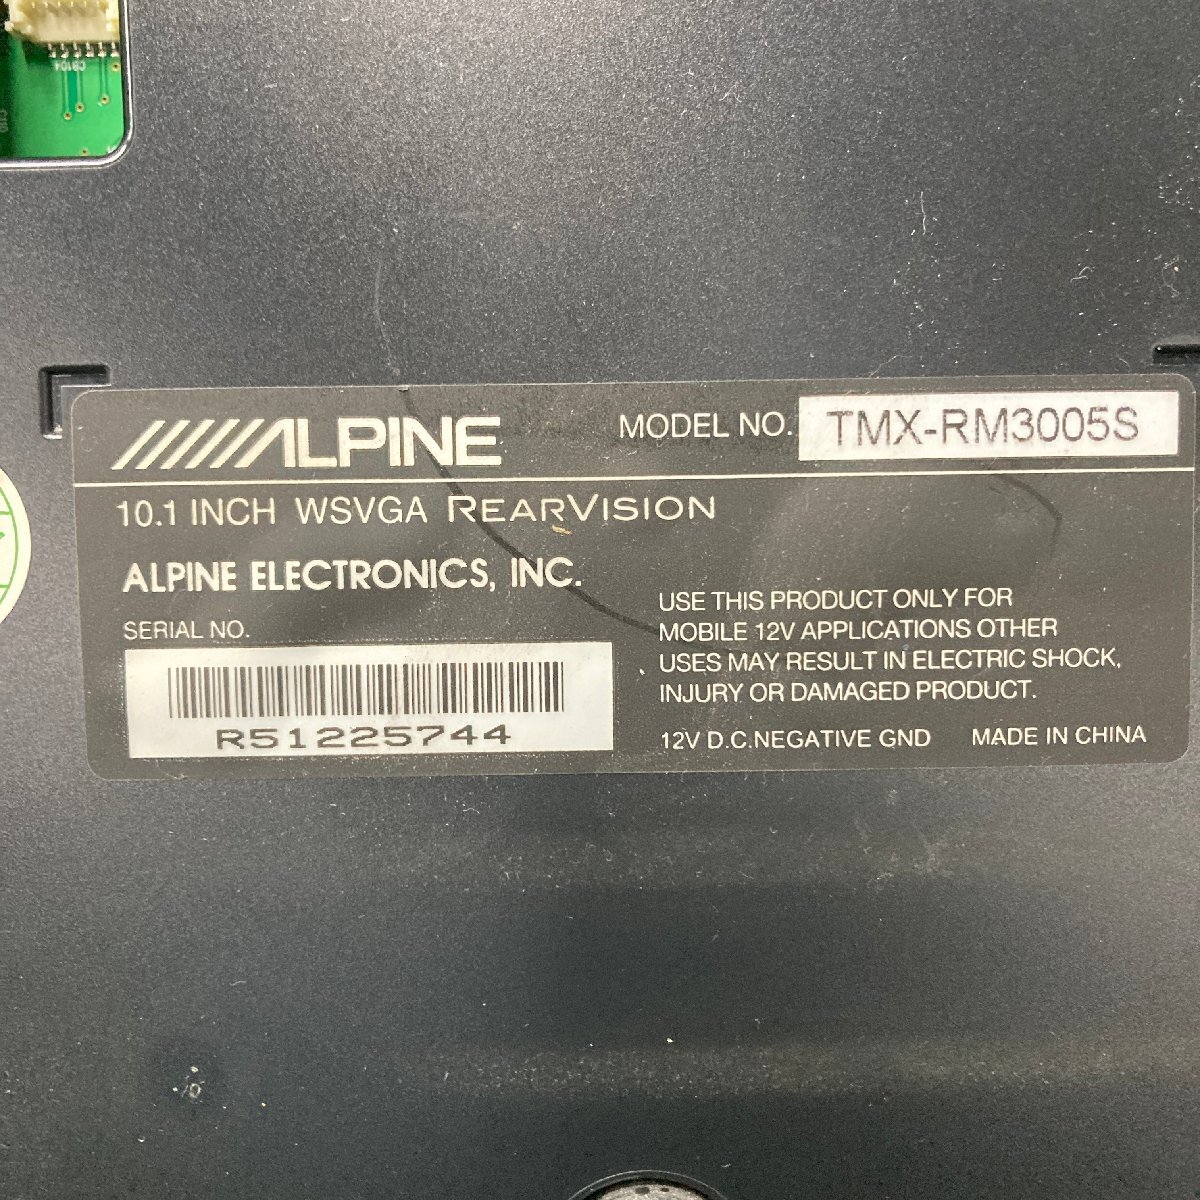 C8104
ALPINE
MODEL NO. TMX-RM3005S
10.1 INCH WSVGA REARVISION
ALPINE ELECTRONICS, INC.
SERIAL NO.
R51225744
USE THIS PRODUCT ONLY FOR
MOBILE 12V APPLICATIONS OTHER
USES MAY RESULT IN ELECTRIC SHOCK,
INJURY OR DAMAGED PRODUCT.
12V D.C.NEGATIVE GND MADE IN CHINA